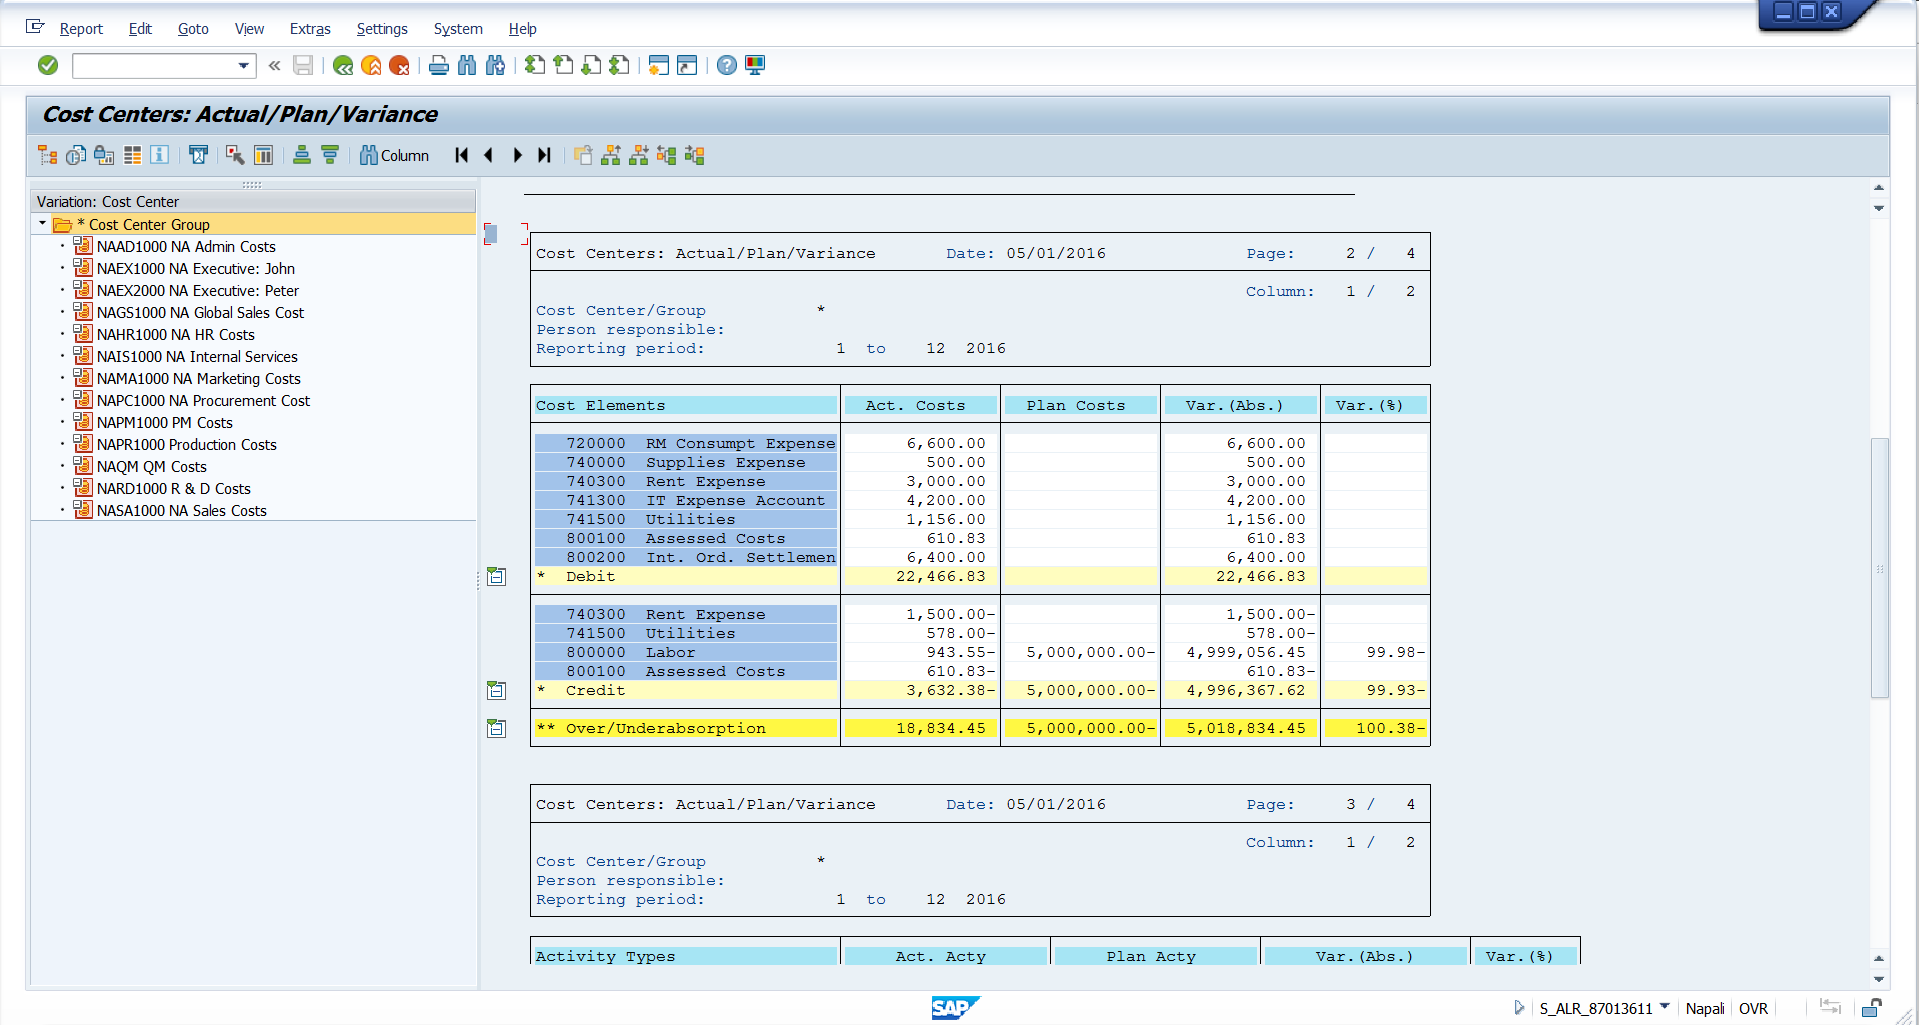 Report Edit Goto View Extras Settings System Help
Cost Centers: Actual/Plan/Variance
Column
Variation: Cost Center
* Cost Center Group
NAAD1000 NA Admin Costs
NAEX1000 NA Executive: John
NAEX2000 NA Executive: Peter
NAGS1000 NA Global Sales Cost
NAHR1000 NA HR Costs
NAIS1000 NA Internal Services
NAMA1000 NA Marketing Costs
NAPC1000 NA Procurement Cost
NAPM1000 PM Costs
NAPR1000 Production Costs
NAQM QM Costs
NARD1000 R & D Costs
NASA1000 NA Sales Costs
Cost Centers: Actual/Plan/Variance Date: 05/01/2016 Page: 2 / 4
Column: 1 / 2
Cost Center/Group *
Person responsible:
Reporting period: 1 to 12 2016
Cost Elements Act. Costs Plan Costs Var.(Abs.) Var.(%)
720000 RM Consumpt Expense 6,600.00 6,600.00
740000 Supplies Expense 500.00 500.00
740300 Rent Expense 3,000.00 3,000.00
741300 IT Expense Account 4,200.00 4,200.00
741500 Utilities 1,156.00 1,156.00
800100 Assessed Costs 610.83 610.83
800200 Int. Ord. Settlemen 6,400.00 6,400.00
* Debit 22,466.83 22,466.83
740300 Rent Expense 1,500.00- 1,500.00-
741500 Utilities 578.00- 578.00-
800000 Labor 943.55- 5,000,000.00- 4,999,056.45 99.98-
800100 Assessed Costs 610.83- 610.83-
* Credit 3,632.38- 5,000,000.00- 4,996,367.62 99.93-
** Over/Underabsorption 18,834.45 5,000,000.00- 5,018,834.45 100.38-
Cost Centers: Actual/Plan/Variance Date: 05/01/2016 Page: 3 / 4
Column: 1 / 2
Cost Center/Group *
Person responsible:
Reporting period: 1 to 12 2016
Activity Types Act. Acty Plan Acty Var.(Abs.) Var.(%)
SAP S_ALR_87013611 Napali OVR